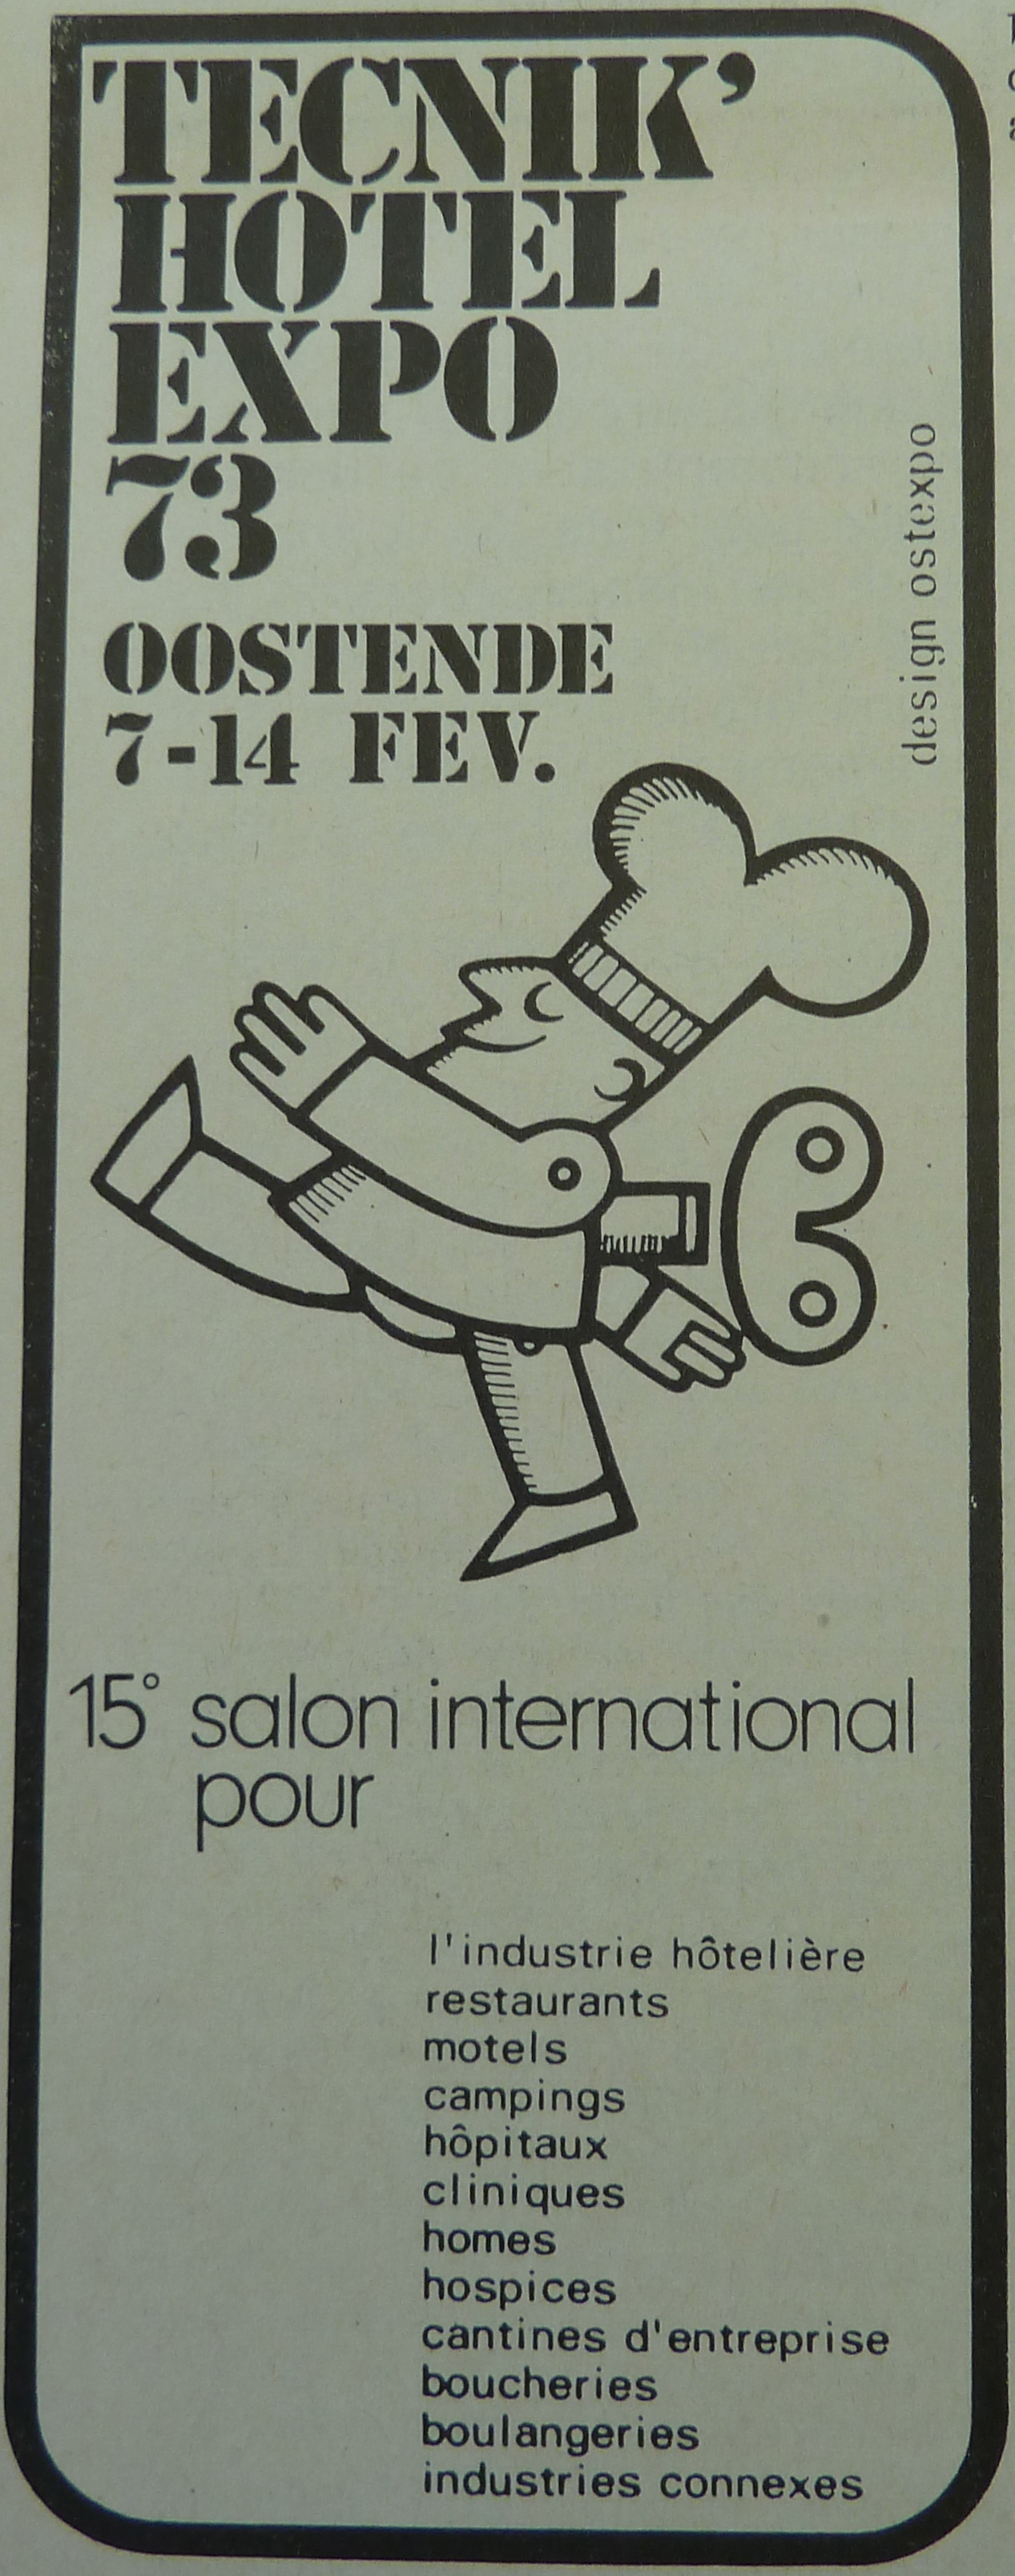 TECNIK'
HOTEL
EXPO
73
OOSTENDE
7-14 FEV.
design ostexpo
15° salon international
pour
l'industrie hôtelière
restaurants
motels
campings
hôpitaux
cliniques
homes
hospices
cantines d'entreprise
boucheries
boulangeries
industries connexes